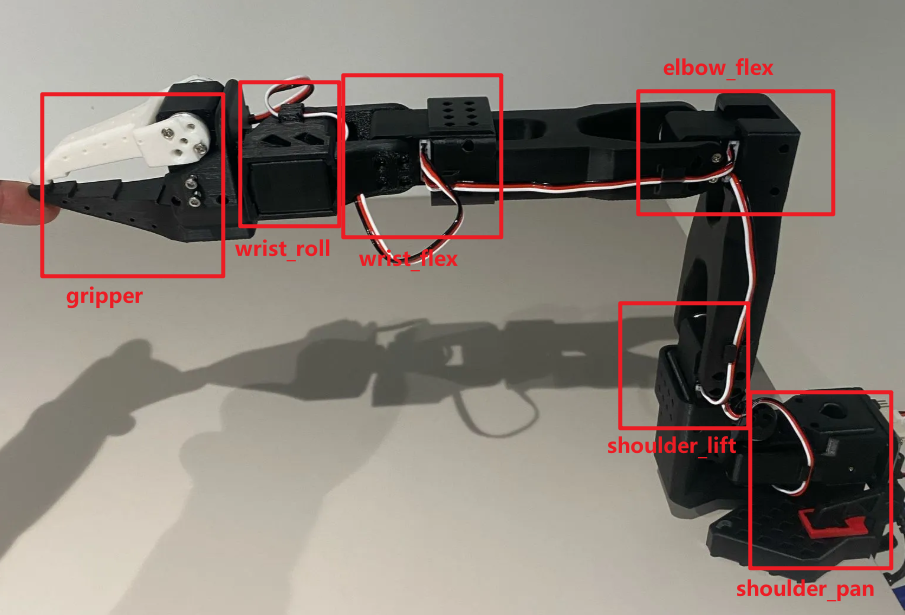 elbow_flex
wrist_roll
wrist_flex
gripper
shoulder_lift
shoulder_pan